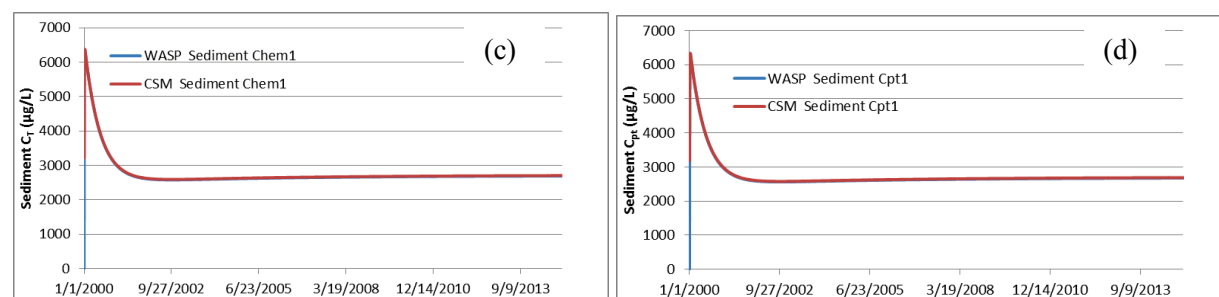 (c)
7000
6000
5000
4000
3000
2000
1000
0
Sediment C_T (µg/L)
WASP Sediment Chem1
CSM Sediment Chem1
1/1/2000 9/27/2002 6/23/2005 3/19/2008 12/14/2010 9/9/2013
(d)
7000
6000
5000
4000
3000
2000
1000
0
Sediment C_pt (µg/L)
WASP Sediment Cpt1
CSM Sediment Cpt1
1/1/2000 9/27/2002 6/23/2005 3/19/2008 12/14/2010 9/9/2013